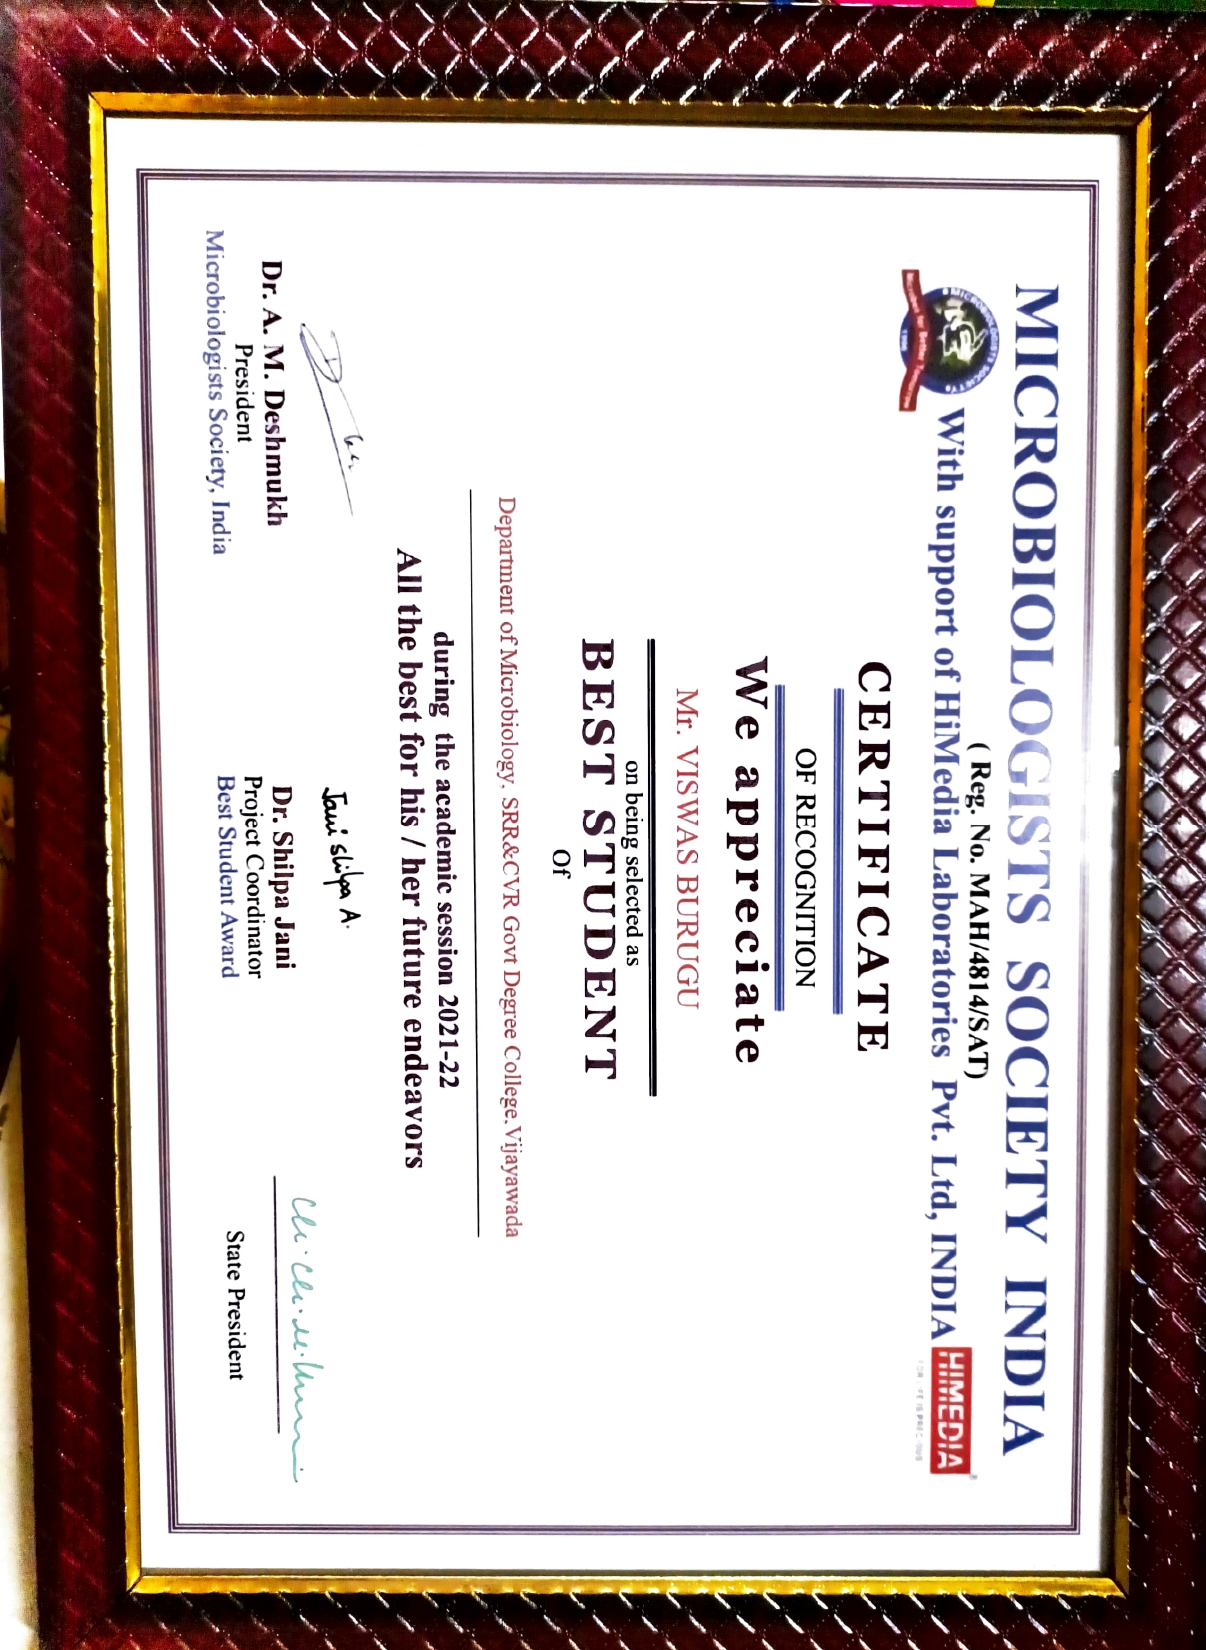 MICROBIOLOGISTS SOCIETY INDIA
( Reg. No. MAH/4814/SAT)
With support of HiMedia Laboratories Pvt. Ltd, INDIA
HIMEDIA
CERTIFICATE
OF RECOGNITION
We appreciate
Mr. VISWAS BURUGU
on being selected as
BEST STUDENT
Of
Department of Microbiology, SRR&CVR Govt Degree College, Vijayawada
during the academic session 2021-22
All the best for his / her future endeavors
Jani Shilpa A.
Dr. A. M. Deshmukh
President
Microbiologists Society, India
Dr. Shilpa Jani
Project Coordinator
Best Student Award
State President